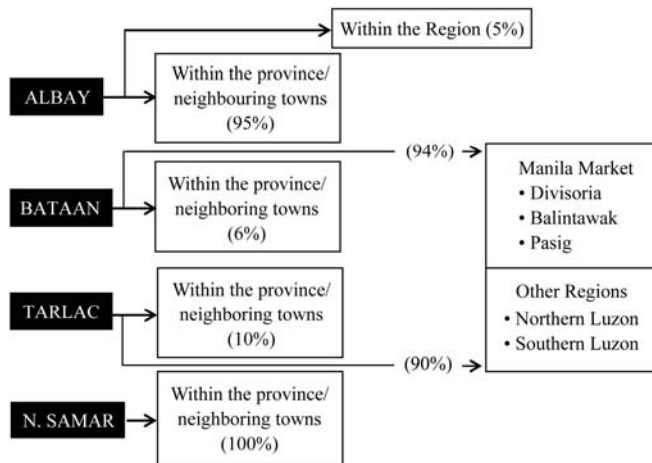 Within the Region (5%)
ALBAY
Within the province/
neighbouring towns
(95%)
(94%)
BATAAN
Within the province/
neighboring towns
(6%)
Manila Market
• Divisoria
• Balintawak
• Pasig
TARLAC
Within the province/
neighboring towns
(10%)
(90%)
Other Regions
• Northern Luzon
• Southern Luzon
N. SAMAR
Within the province/
neighboring towns
(100%)